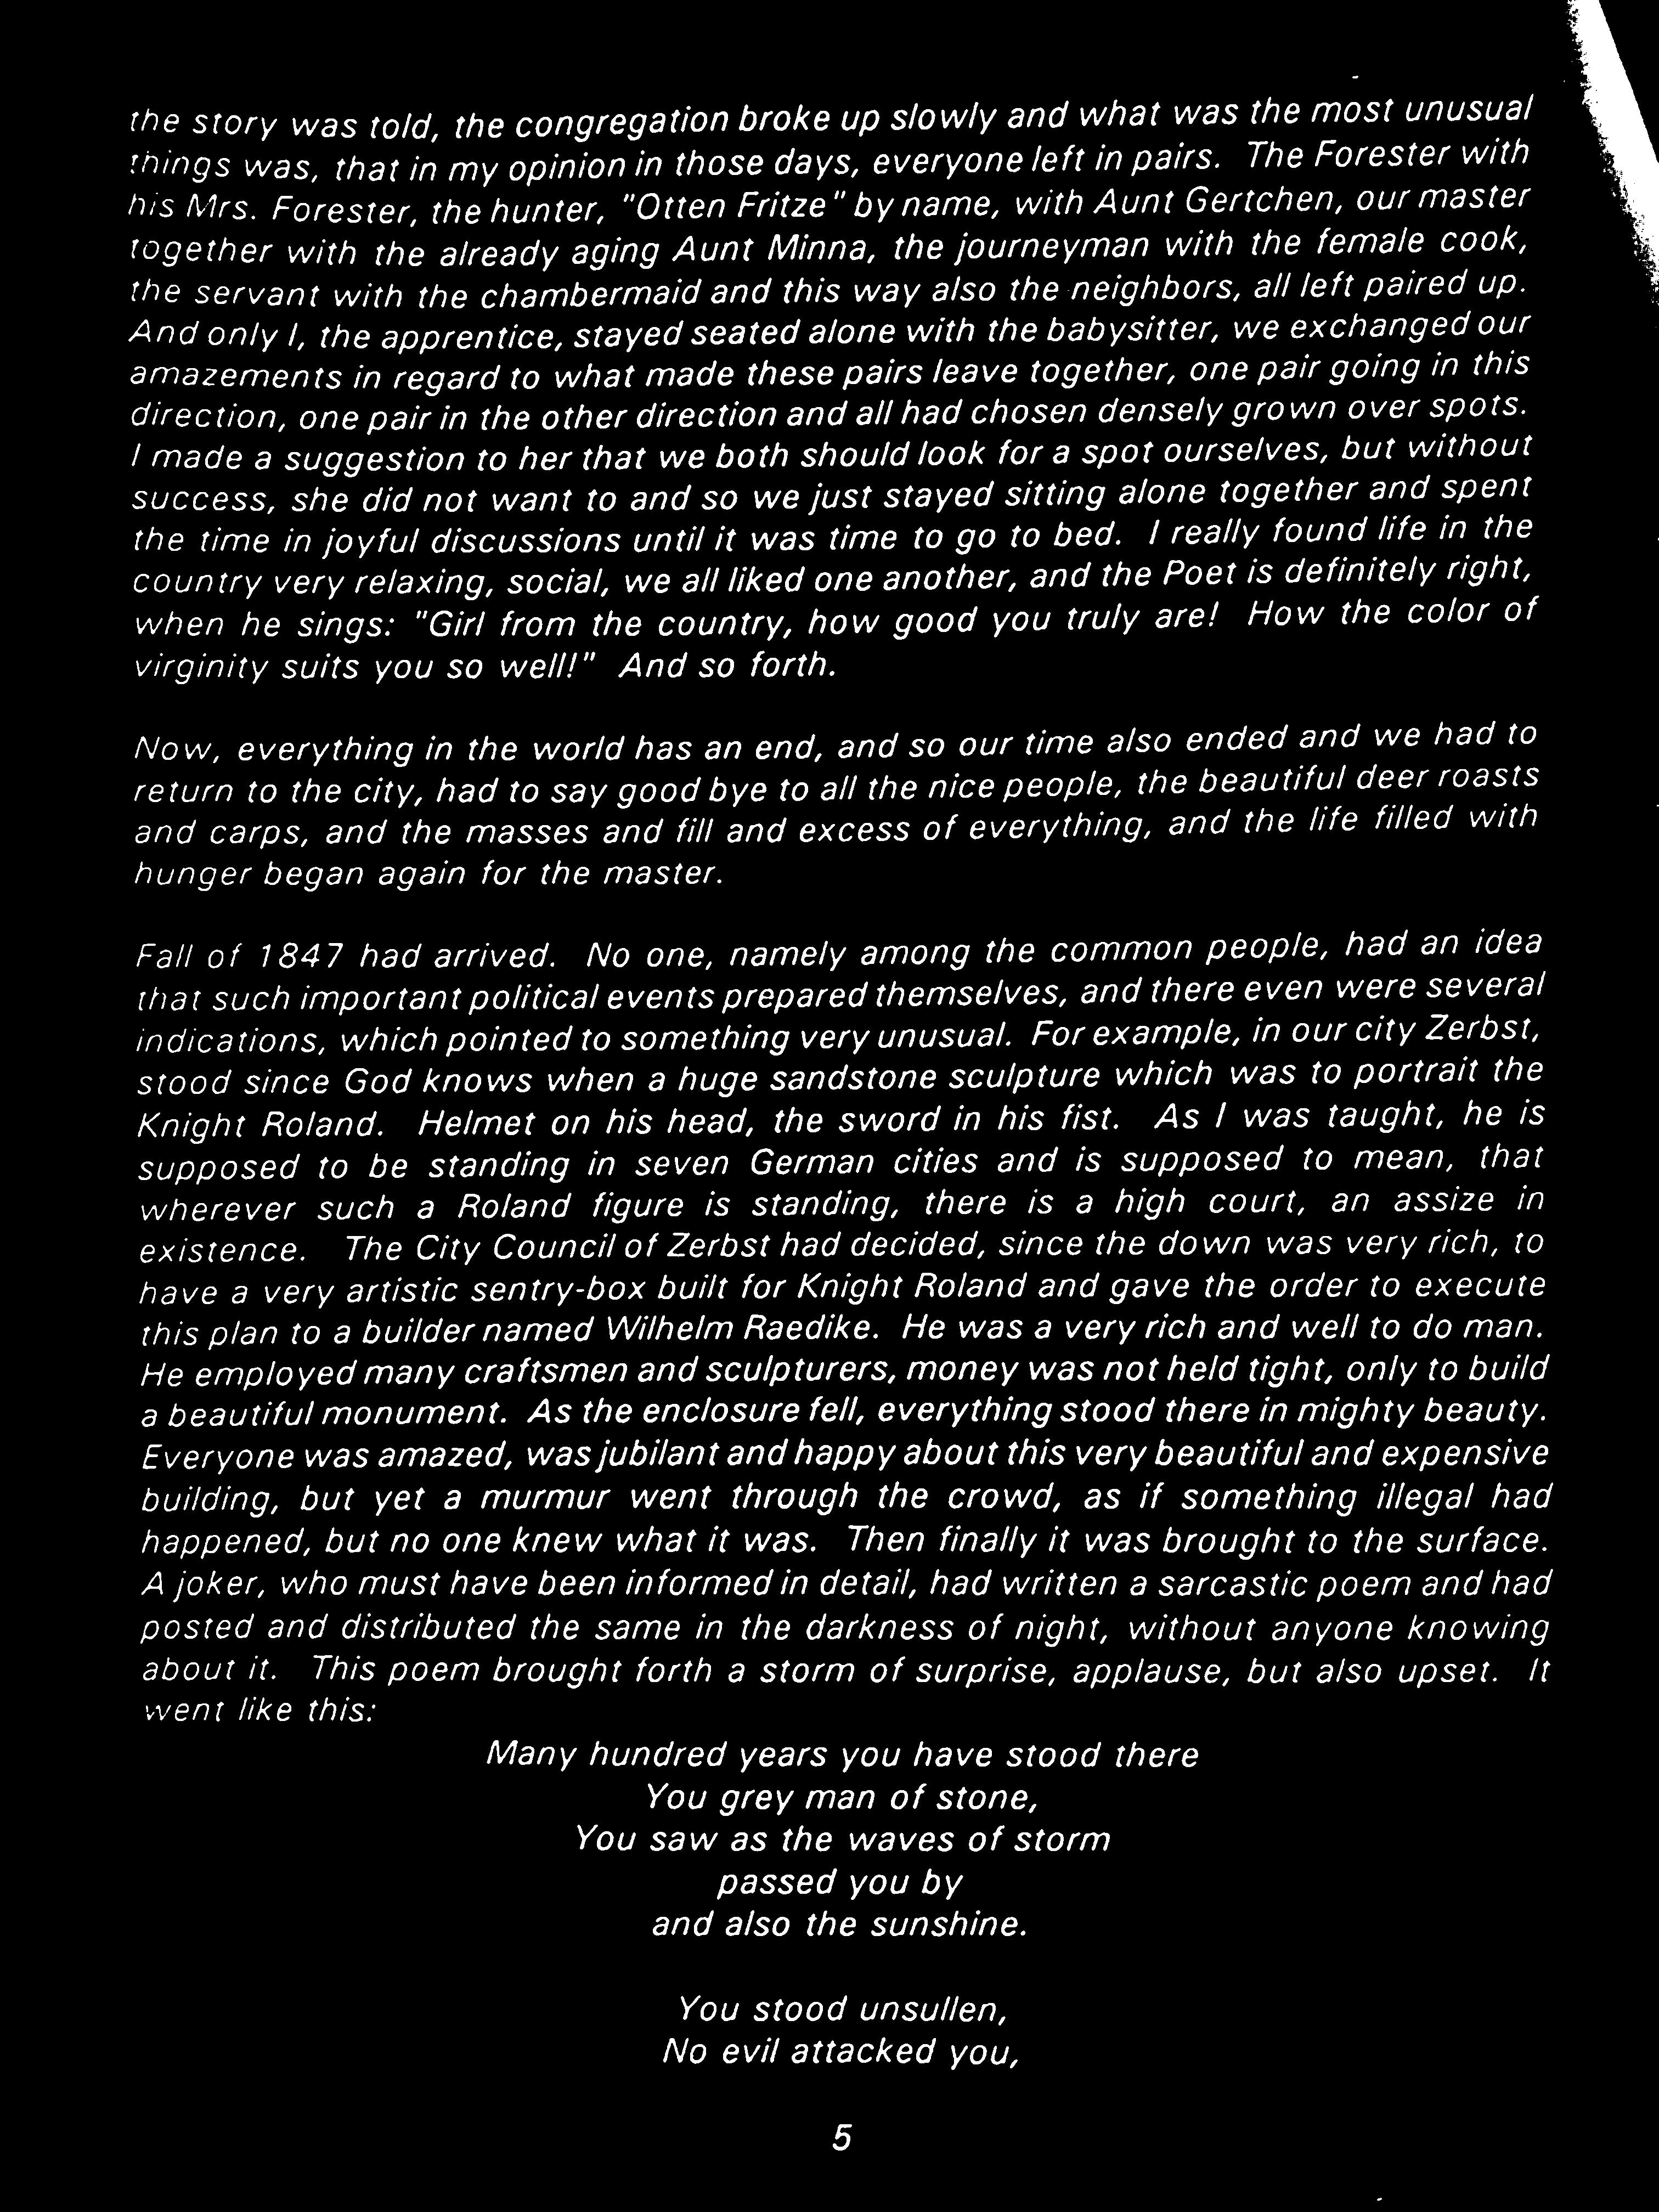 the story was told, the congregation broke up slowly and what was the most unusual
things was, that in my opinion in those days, everyone left in pairs. The Forester with
his Mrs. Forester, the hunter, "Otten Fritze" by name, with Aunt Gertchen, our master
together with the already aging Aunt Minna, the journeyman with the female cook,
the servant with the chambermaid and this way also the neighbors, all left paired up.
And only I, the apprentice, stayed seated alone with the babysitter, we exchanged our
amazements in regard to what made these pairs leave together, one pair going in this
direction, one pair in the other direction and all had chosen densely grown over spots.
I made a suggestion to her that we both should look for a spot ourselves, but without
success, she did not want to and so we just stayed sitting alone together and spent
the time in joyful discussions until it was time to go to bed. I really found life in the
country very relaxing, social, we all liked one another, and the Poet is definitely right,
when he sings: "Girl from the country, how good you truly are! How the color of
virginity suits you so well!" And so forth.

Now, everything in the world has an end, and so our time also ended and we had to
return to the city, had to say good bye to all the nice people, the beautiful deer roasts
and carps, and the masses and fill and excess of everything, and the life filled with
hunger began again for the master.

Fall of 1847 had arrived. No one, namely among the common people, had an idea
that such important political events prepared themselves, and there even were several
indications, which pointed to something very unusual. For example, in our city Zerbst,
stood since God knows when a huge sandstone sculpture which was to portrait the
Knight Roland. Helmet on his head, the sword in his fist. As I was taught, he is
supposed to be standing in seven German cities and is supposed to mean, that
wherever such a Roland figure is standing, there is a high court, an assize in
existence. The City Council of Zerbst had decided, since the down was very rich, to
have a very artistic sentry-box built for Knight Roland and gave the order to execute
this plan to a builder named Wilhelm Raedike. He was a very rich and well to do man.
He employed many craftsmen and sculpturers, money was not held tight, only to build
a beautiful monument. As the enclosure fell, everything stood there in mighty beauty.
Everyone was amazed, was jubilant and happy about this very beautiful and expensive
building, but yet a murmur went through the crowd, as if something illegal had
happened, but no one knew what it was. Then finally it was brought to the surface.
A joker, who must have been informed in detail, had written a sarcastic poem and had
posted and distributed the same in the darkness of night, without anyone knowing
about it. This poem brought forth a storm of surprise, applause, but also upset. It
went like this:
Many hundred years you have stood there
You grey man of stone,
You saw as the waves of storm
passed you by
and also the sunshine.

You stood unsullen,
No evil attacked you,

5